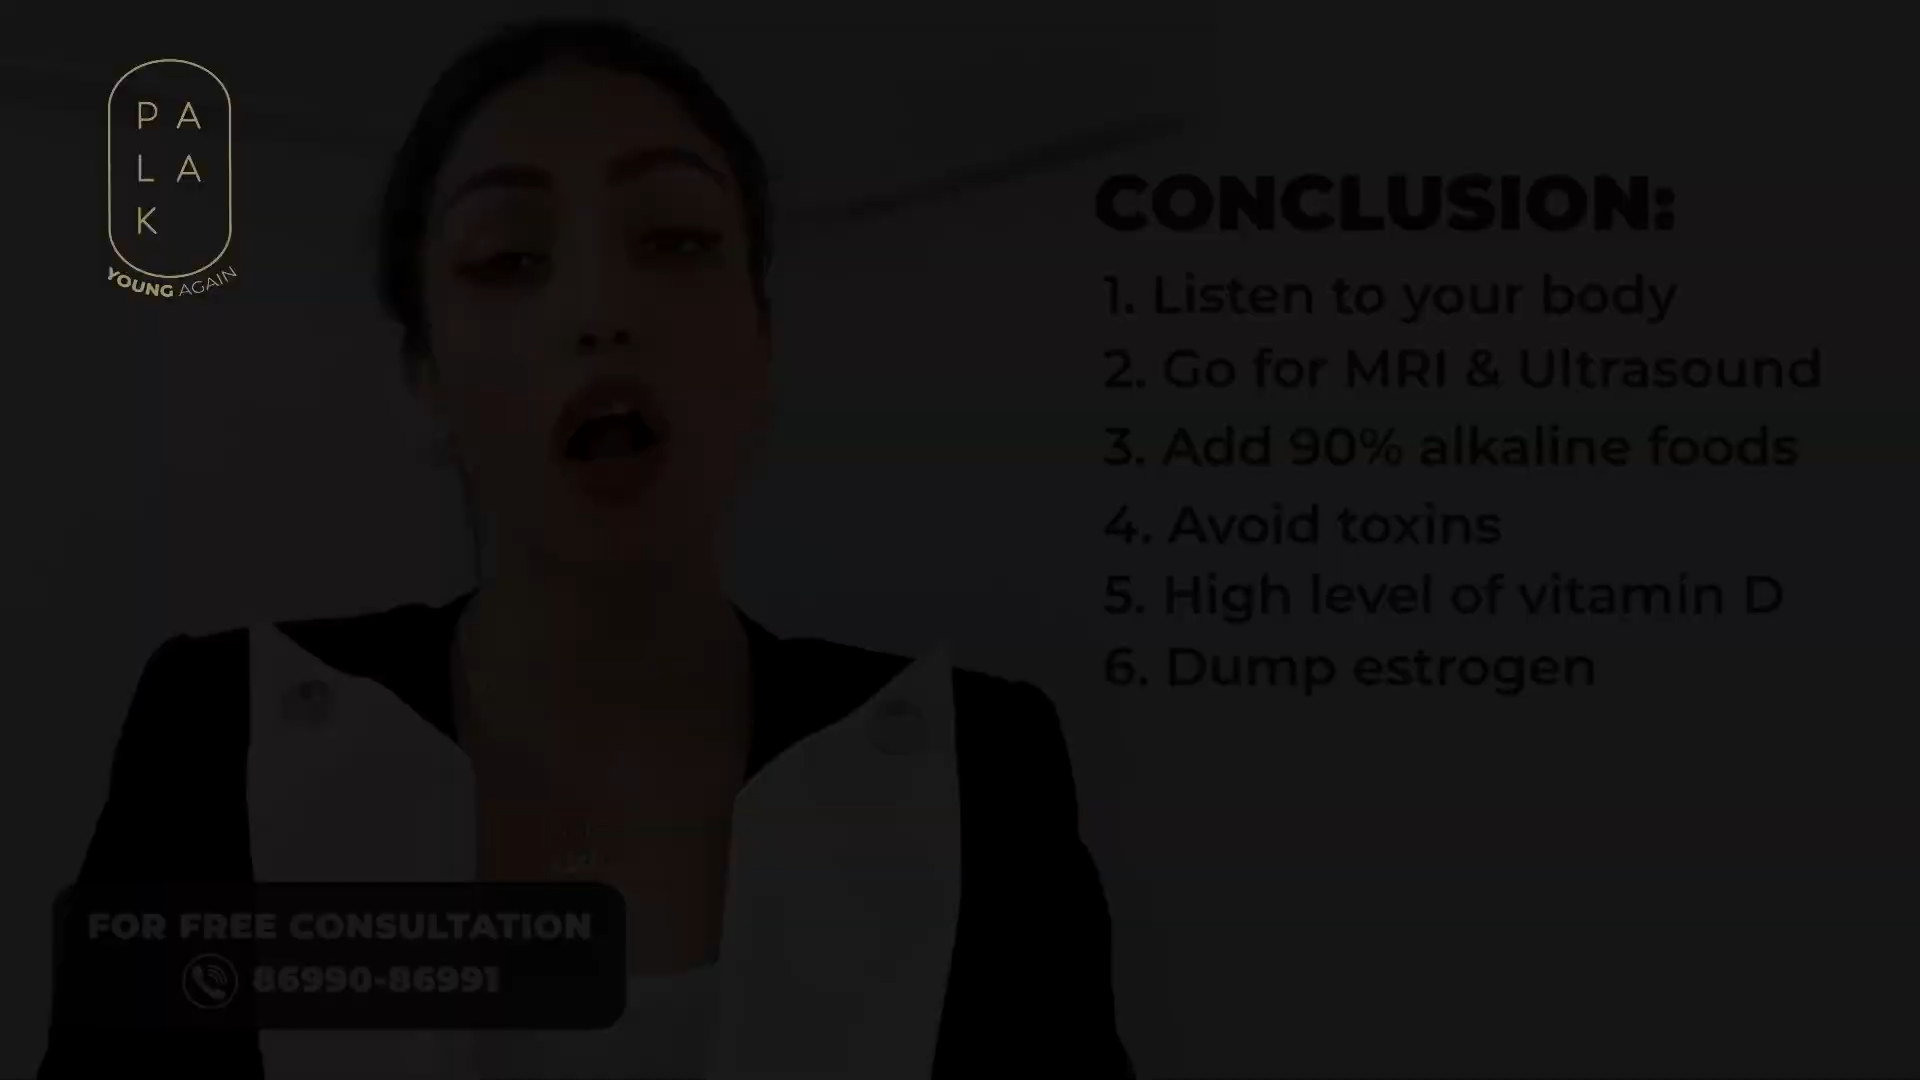 P A
L A
K
YOUNG AGAIN
CONCLUSION:
1. Listen to your body
2. Go for MRI & Ultrasound
3. Add 90% alkaline foods
4. Avoid toxins
5. High level of vitamin D
6. Dump estrogen
FOR FREE CONSULTATION
86990-86991